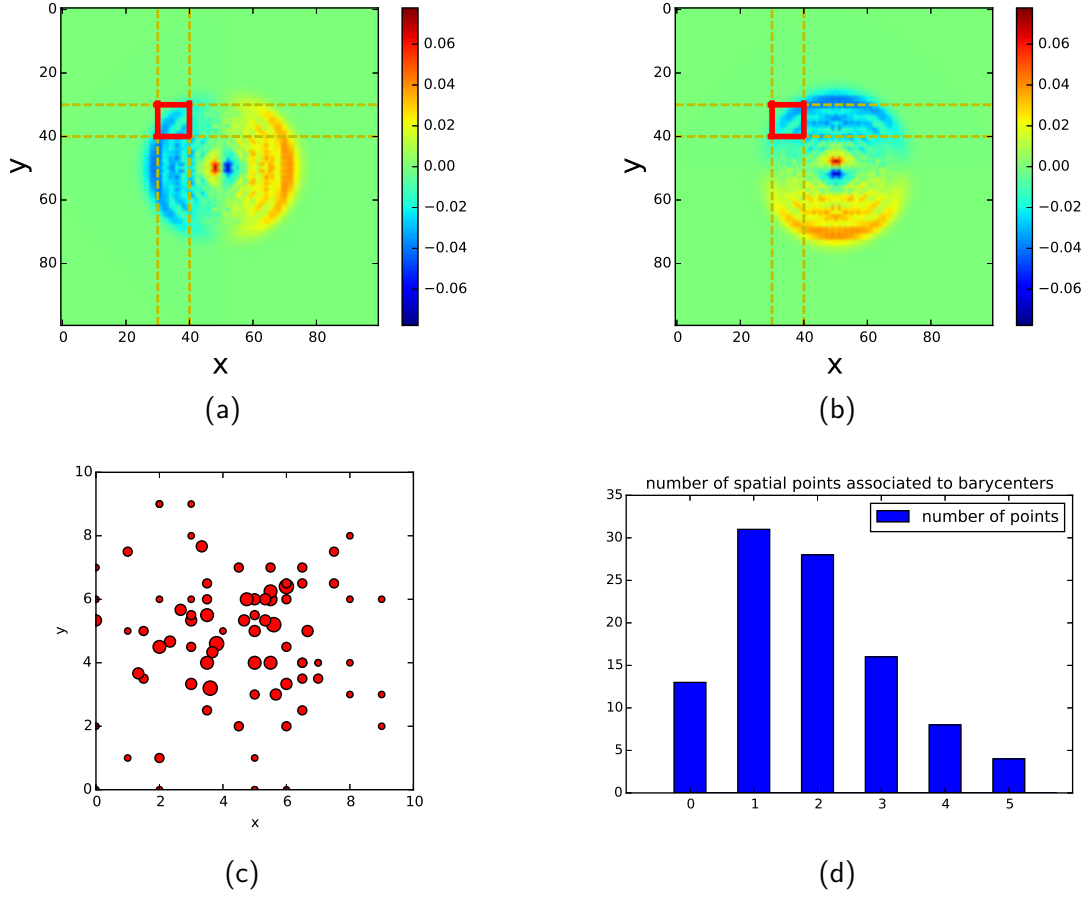 0
20
40
60
80
y
0 20 40 60 80
x
0.06
0.04
0.02
0.00
−0.02
−0.04
−0.06
(a)
0
20
40
60
80
y
0 20 40 60 80
x
0.06
0.04
0.02
0.00
−0.02
−0.04
−0.06
(b)
10
8
6
4
2
0
y
0 2 4 6 8 10
x
(c)
number of spatial points associated to barycenters
35
30
25
20
15
10
5
0
number of points
0 1 2 3 4 5
(d)